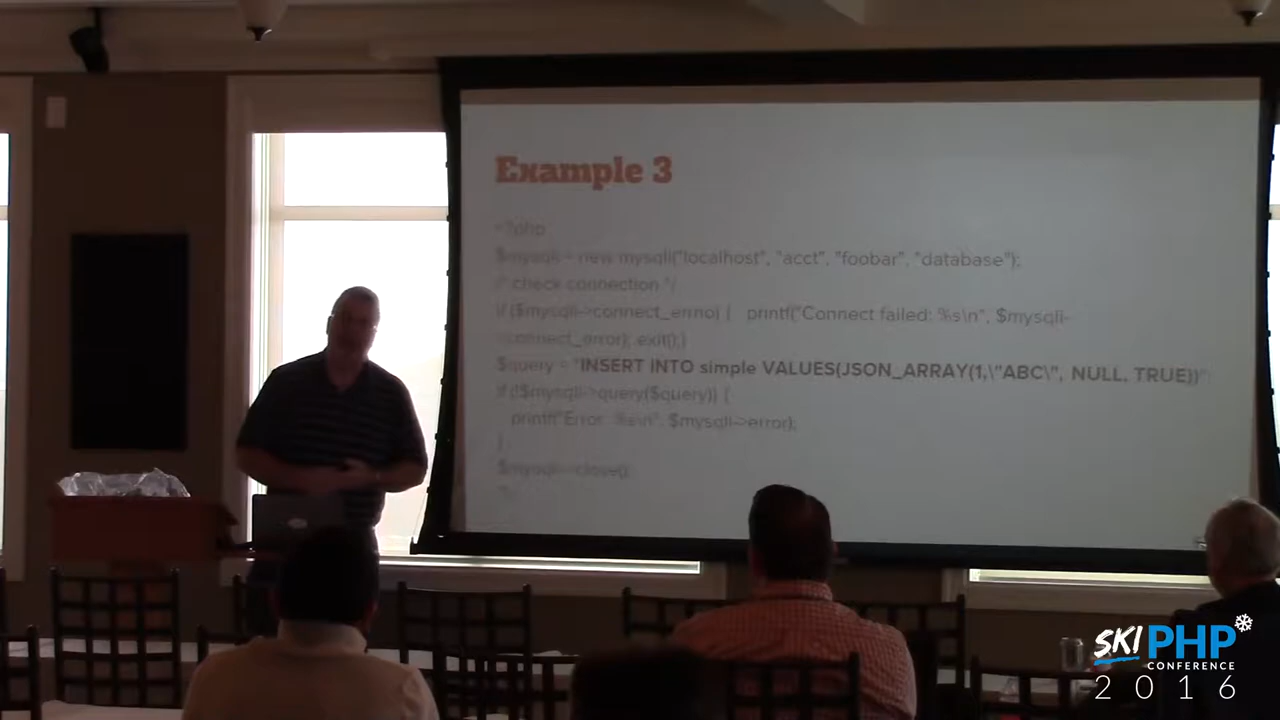 Example 3
<?php
$mysqli = new mysqli("localhost", "acct", "foobar", "database");
/* check connection */
if ($mysqli->connect_errno) { printf("Connect failed: %s\n", $mysqli-
>connect_error); exit();}
$query = "INSERT INTO simple VALUES(JSON_ARRAY(1,\"ABC\", NULL, TRUE))";
if (!$mysqli->query($query)) {
printf("Error: %s\n", $mysqli->error);
}
$mysqli->close();
?>
SKI PHP
CONFERENCE
2016